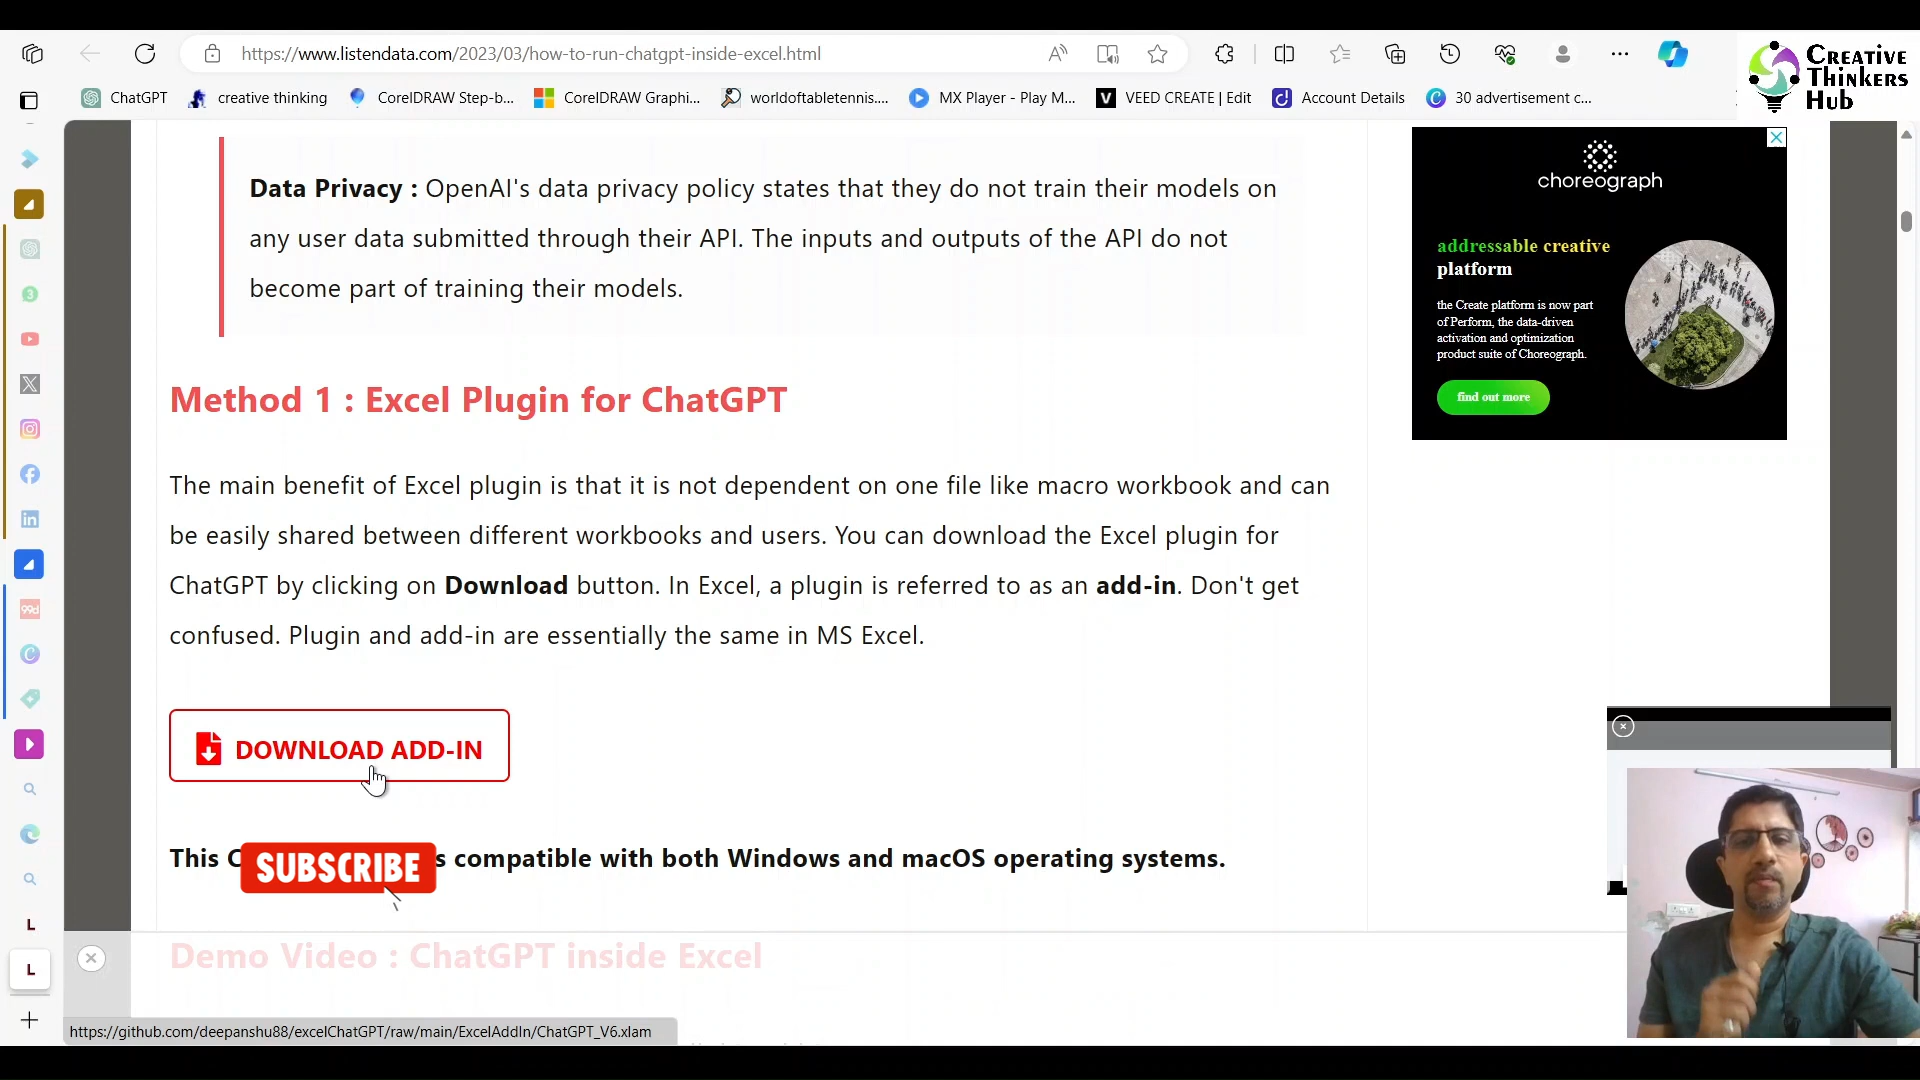 https://www.listendata.com/2023/03/how-to-run-chatgpt-inside-excel.html
CREATIVE
THINKERS
HUB
ChatGPT
creative thinking
CorelDRAW Step-b...
CorelDRAW Graphi...
worldoftabletennis....
MX Player - Play M...
V
VEED CREATE | Edit
Account Details
30 advertisement c...
Data Privacy : OpenAI's data privacy policy states that they do not train their models on
any user data submitted through their API. The inputs and outputs of the API do not
become part of training their models.
choreograph
addressable creative
platform
the Create platform is now part
of Perform, the data-driven
activation and optimization
product suite of Choreograph.
find out more
Method 1 : Excel Plugin for ChatGPT
The main benefit of Excel plugin is that it is not dependent on one file like macro workbook and can
be easily shared between different workbooks and users. You can download the Excel plugin for
ChatGPT by clicking on Download button. In Excel, a plugin is referred to as an add-in. Don't get
confused. Plugin and add-in are essentially the same in MS Excel.
DOWNLOAD ADD-IN
This C
SUBSCRIBE
s compatible with both Windows and macOS operating systems.
Demo Video : ChatGPT inside Excel
99d
L
L
https://github.com/deepanshu88/excelChatGPT/raw/main/ExcelAddIn/ChatGPT_V6.xlam